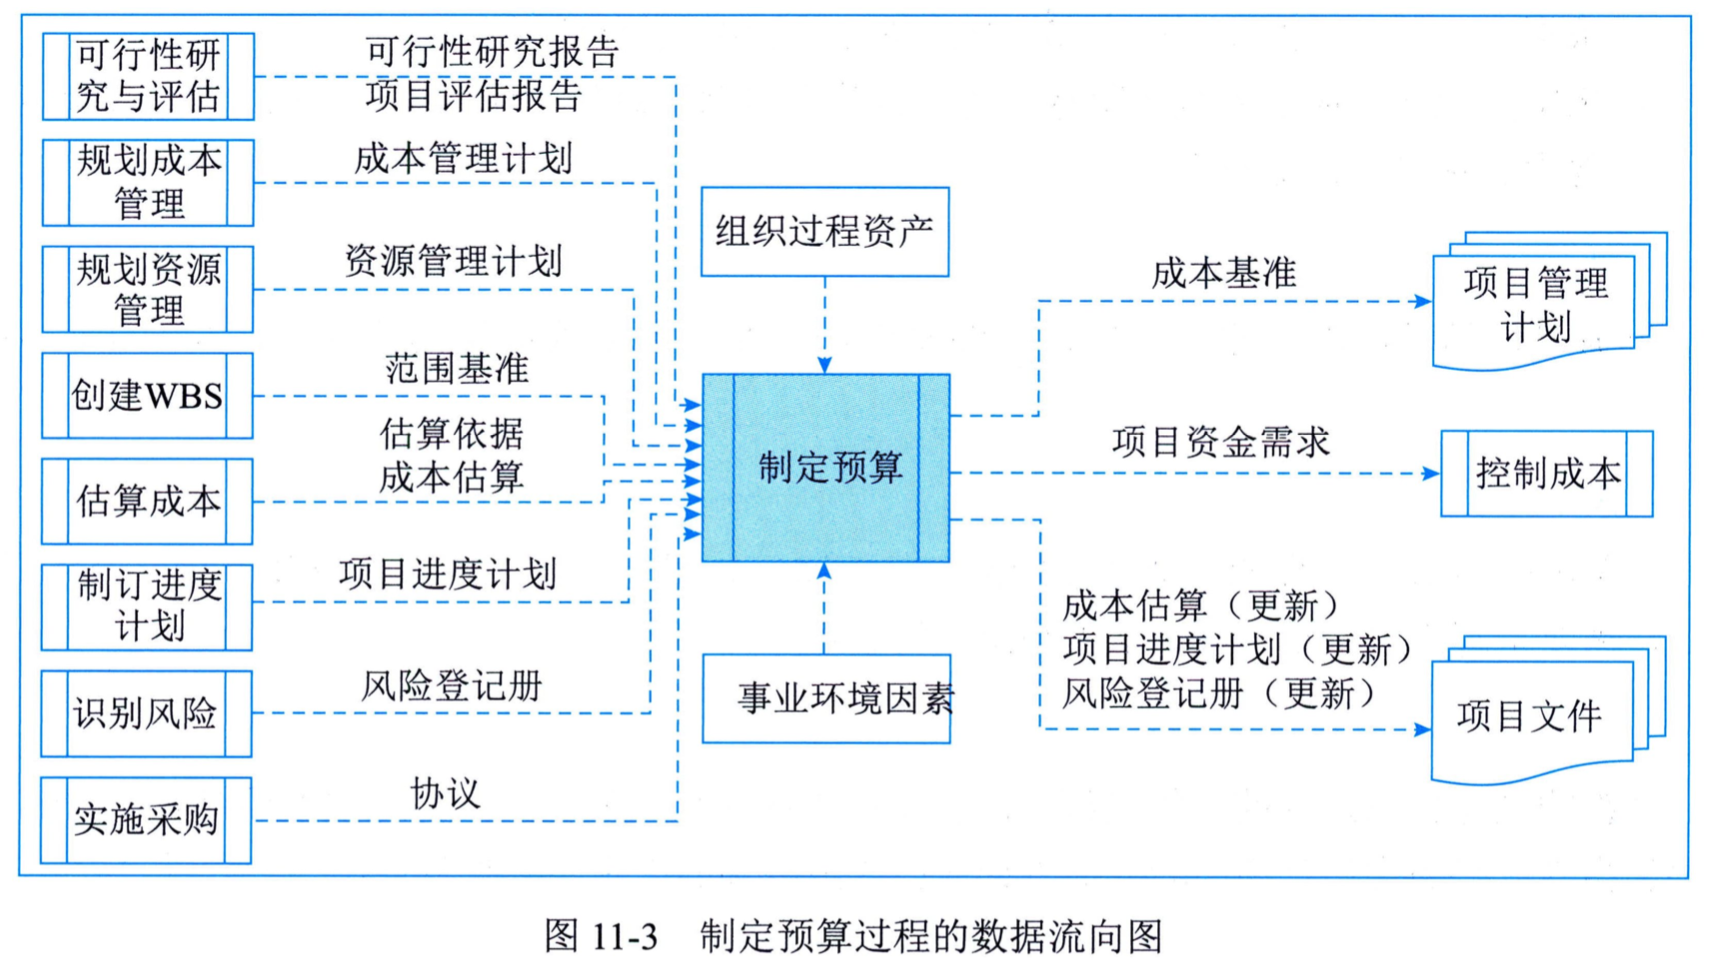 可行性研
究与评估
可行性研究报告
项目评估报告
规划成本
管理
成本管理计划
规划资源
管理
资源管理计划
创建WBS
范围基准
估算依据
成本估算
估算成本
制订进度
计划
项目进度计划
识别风险
风险登记册
实施采购
协议
组织过程资产
制定预算
事业环境因素
成本基准
项目管理
计划
项目资金需求
控制成本
成本估算（更新）
项目进度计划（更新）
风险登记册（更新）
项目文件
图 11-3 制定预算过程的数据流向图